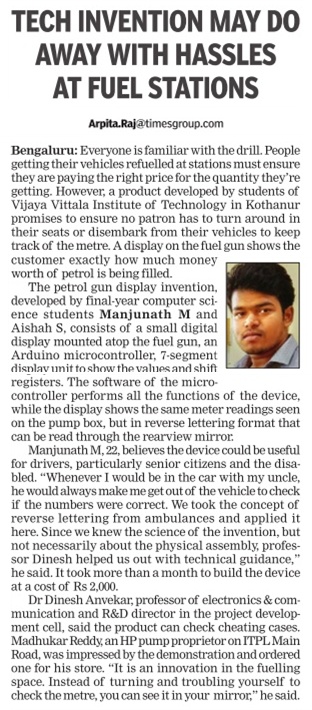 TECH INVENTION MAY DO
AWAY WITH HASSLES
AT FUEL STATIONS
Arpita.Raj@timesgroup.com
Bengaluru: Everyone is familiar with the drill. People
getting their vehicles refuelled at stations must ensure
they are paying the right price for the quantity they're
getting. However, a product developed by students of
Vijaya Vittala Institute of Technology in Kothanur
promises to ensure no patron has to turn around in
their seats or disembark from their vehicles to keep
track of the metre. A display on the fuel gun shows the
customer exactly how much money
worth of petrol is being filled.
The petrol gun display invention,
developed by final-year computer sci-
ence students Manjunath M and
Aishah S, consists of a small digital
display mounted atop the fuel gun, an
Arduino microcontroller, 7-segment
display unit to show the values and shift
registers. The software of the micro-
controller performs all the functions of the device,
while the display shows the same meter readings seen
on the pump box, but in reverse lettering format that
can be read through the rearview mirror.
Manjunath M, 22, believes the device could be useful
for drivers, particularly senior citizens and the disa-
bled. “Whenever I would be in the car with my uncle,
he would always make me get out of the vehicle to check
if the numbers were correct. We took the concept of
reverse lettering from ambulances and applied it
here. Since we knew the science of the invention, but
not necessarily about the physical assembly, profes-
sor Dinesh helped us out with technical guidance,”
he said. It took more than a month to build the device
at a cost of Rs 2,000.
Dr Dinesh Anvekar, professor of electronics & com-
munication and R&D director in the project develop-
ment cell, said the product can check cheating cases.
Madhukar Reddy, an HP pump proprietor on ITPL Main
Road, was impressed by the demonstration and ordered
one for his store. “It is an innovation in the fuelling
space. Instead of turning and troubling yourself to
check the metre, you can see it in your mirror,” he said.